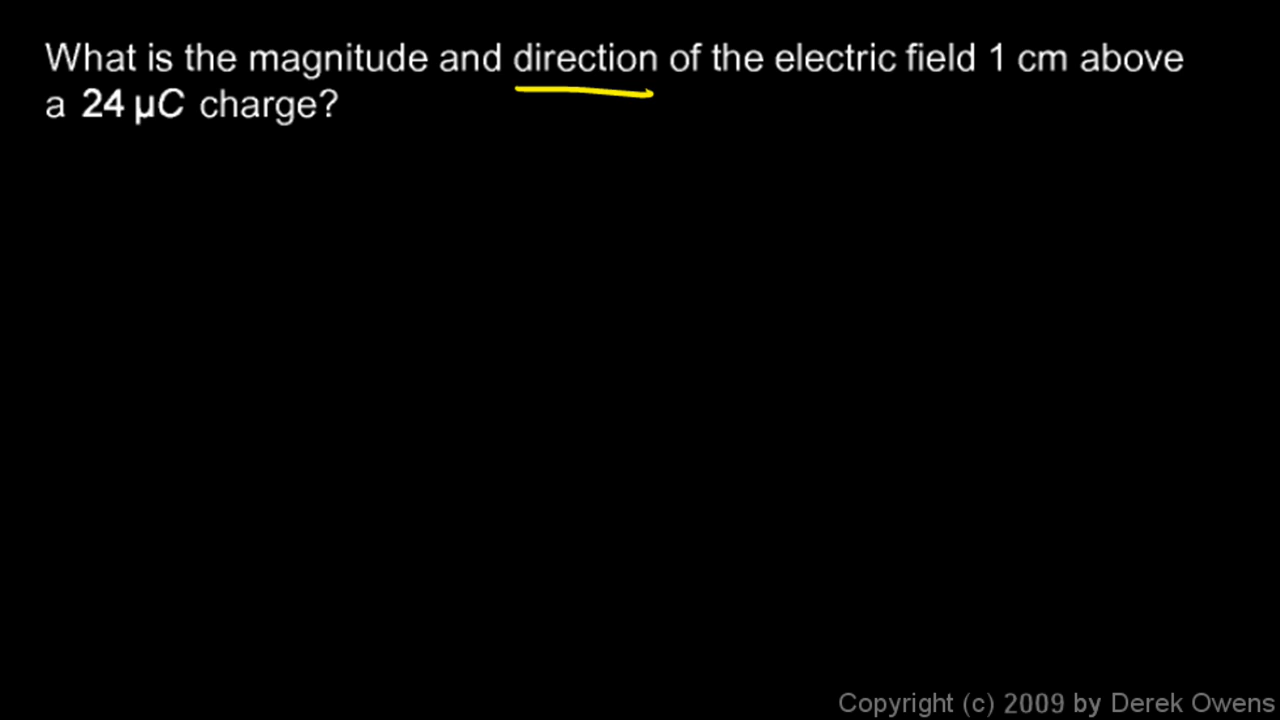 What is the magnitude and direction of the electric field 1 cm above
a 24 μC charge?
Copyright (c) 2009 by Derek Owens